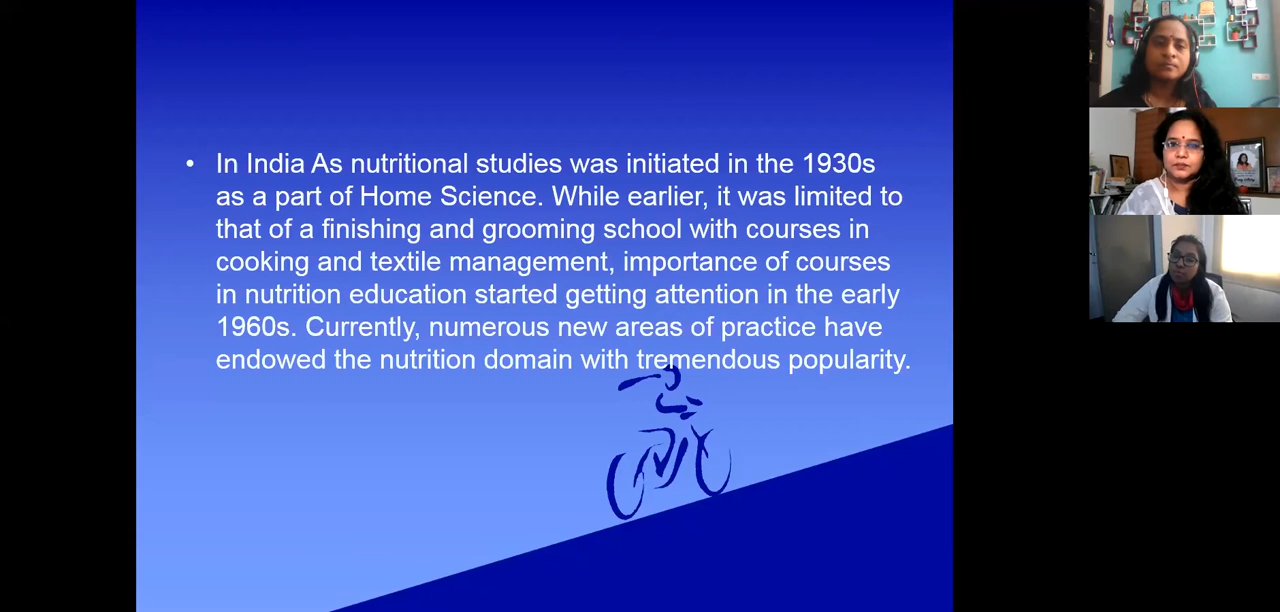 • In India As nutritional studies was initiated in the 1930s
as a part of Home Science. While earlier, it was limited to
that of a finishing and grooming school with courses in
cooking and textile management, importance of courses
in nutrition education started getting attention in the early
1960s. Currently, numerous new areas of practice have
endowed the nutrition domain with tremendous popularity.